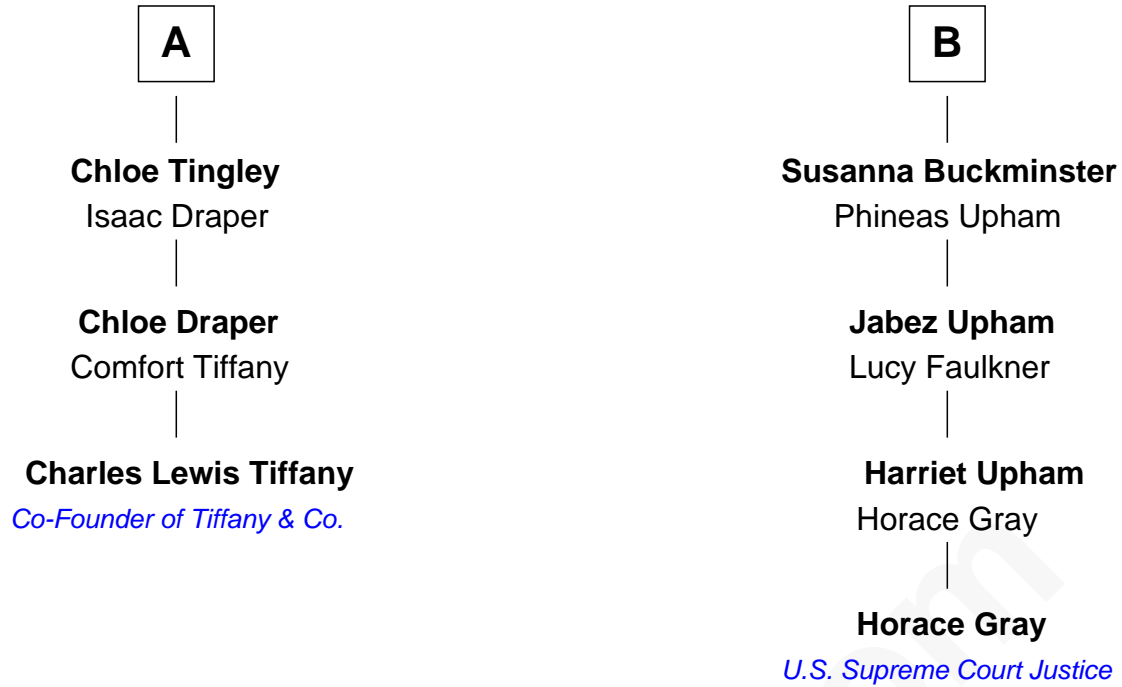 A
Chloe Tingley
Isaac Draper
Chloe Draper
Comfort Tiffany
Charles Lewis Tiffany
Co-Founder of Tiffany & Co.
B
Susanna Buckminster
Phineas Upham
Jabez Upham
Lucy Faulkner
Harriet Upham
Horace Gray
Horace Gray
U.S. Supreme Court Justice